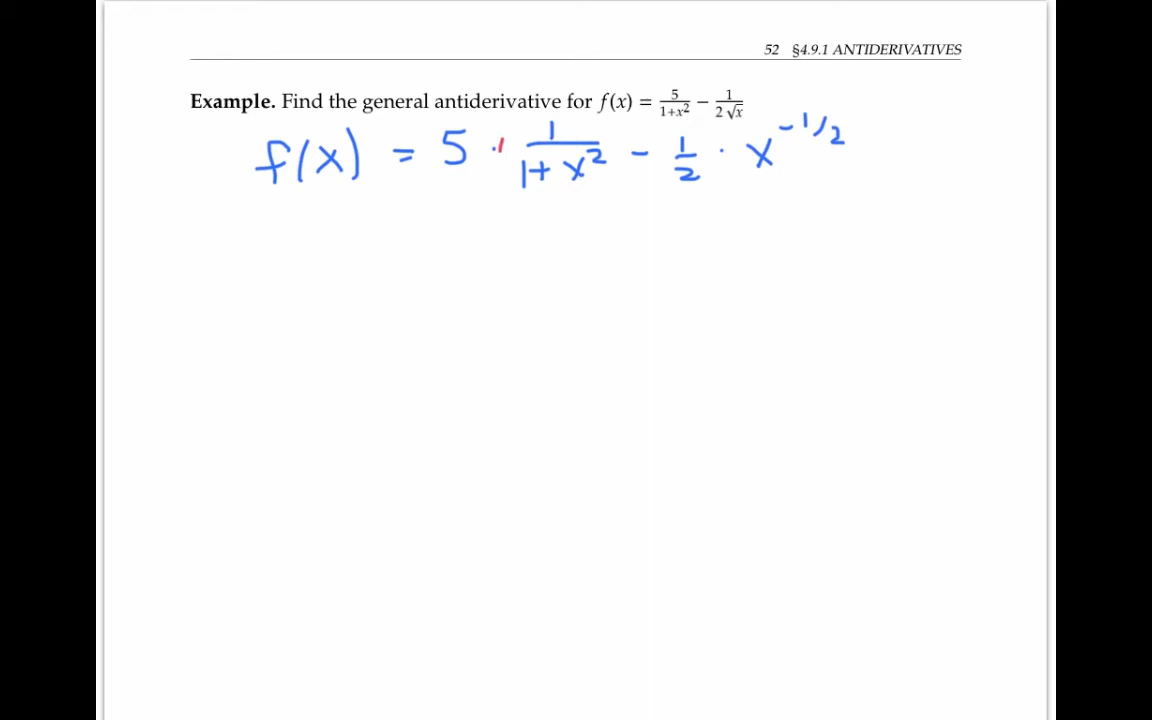 52 §4.9.1 ANTIDERIVATIVES
Example. Find the general antiderivative for f(x) = 5/(1+x²) − 1/(2√x)
f(x) = 5 · 1/(1+x²) − 1/2 · x^(-1/2)